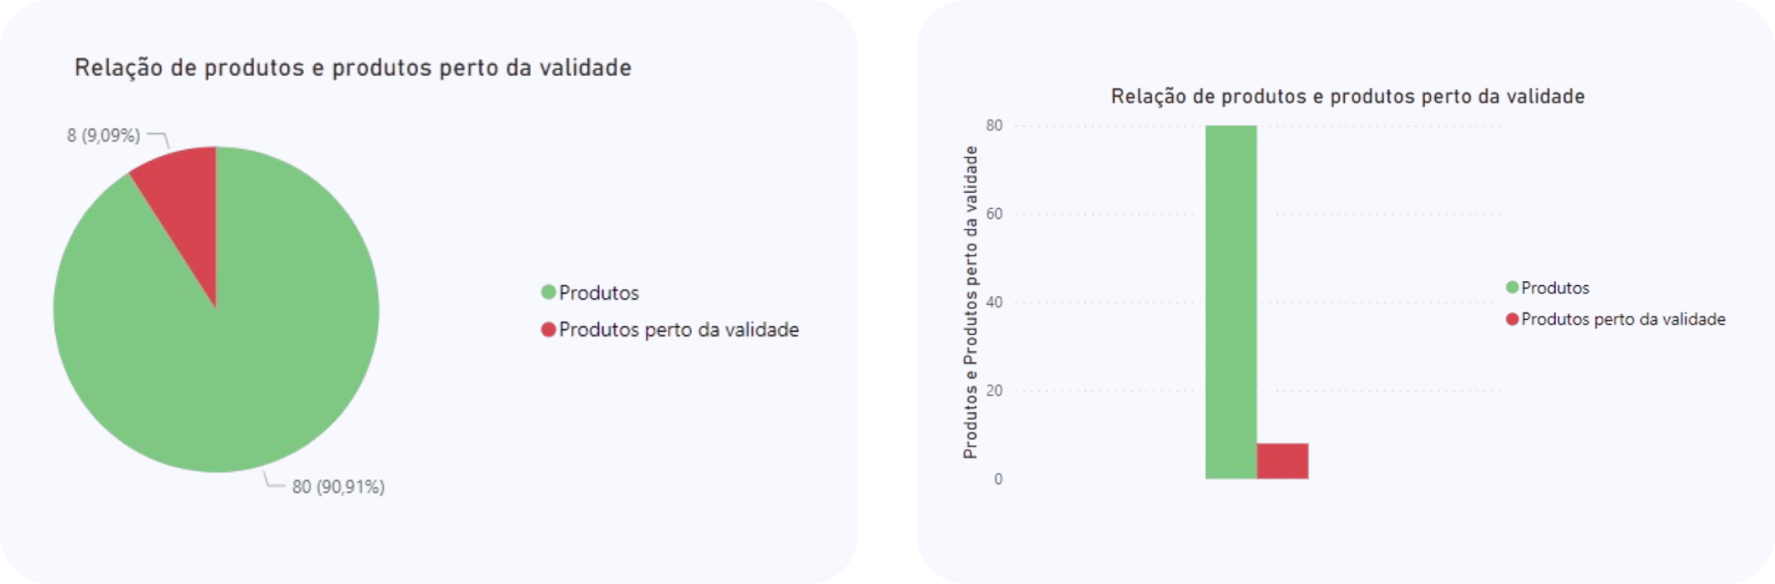 Relação de produtos e produtos perto da validade
8 (9,09%)
80 (90,91%)
Produtos
Produtos perto da validade
Relação de produtos e produtos perto da validade
Produtos e Produtos perto da validade
80
60
40
20
0
Produtos
Produtos perto da validade